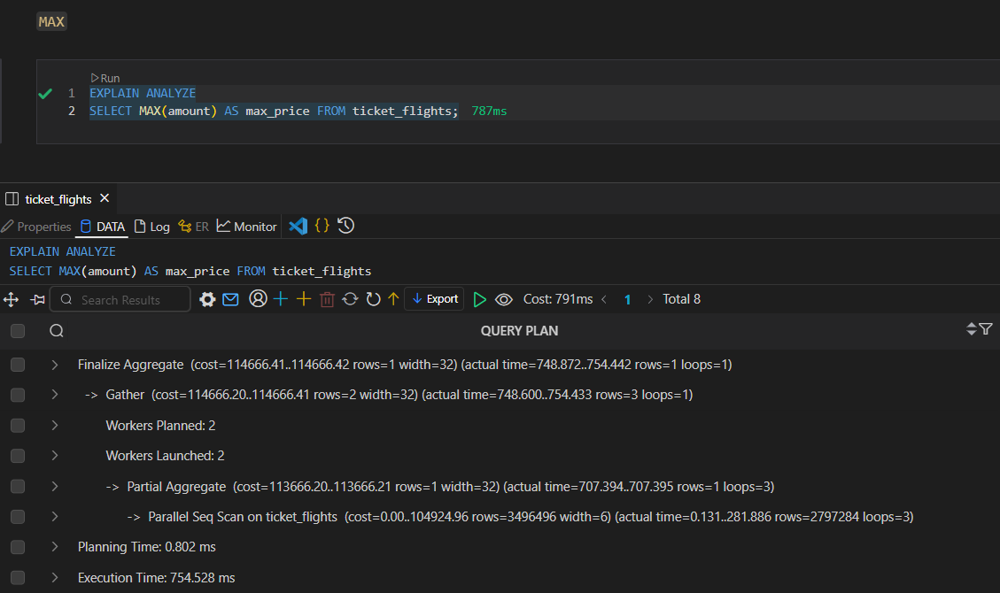 MAX
Run
1 EXPLAIN ANALYZE
2 SELECT MAX(amount) AS max_price FROM ticket_flights; 787ms
ticket_flights
Properties DATA Log ER Monitor
EXPLAIN ANALYZE
SELECT MAX(amount) AS max_price FROM ticket_flights
Search Results Export Cost: 791ms < 1 > Total 8
QUERY PLAN
> Finalize Aggregate (cost=114666.41..114666.42 rows=1 width=32) (actual time=748.872..754.442 rows=1 loops=1)
> -> Gather (cost=114666.20..114666.41 rows=2 width=32) (actual time=748.600..754.433 rows=3 loops=1)
> Workers Planned: 2
> Workers Launched: 2
> -> Partial Aggregate (cost=113666.20..113666.21 rows=1 width=32) (actual time=707.394..707.395 rows=1 loops=3)
> -> Parallel Seq Scan on ticket_flights (cost=0.00..104924.96 rows=3496496 width=6) (actual time=0.131..281.886 rows=2797284 loops=3)
> Planning Time: 0.802 ms
> Execution Time: 754.528 ms